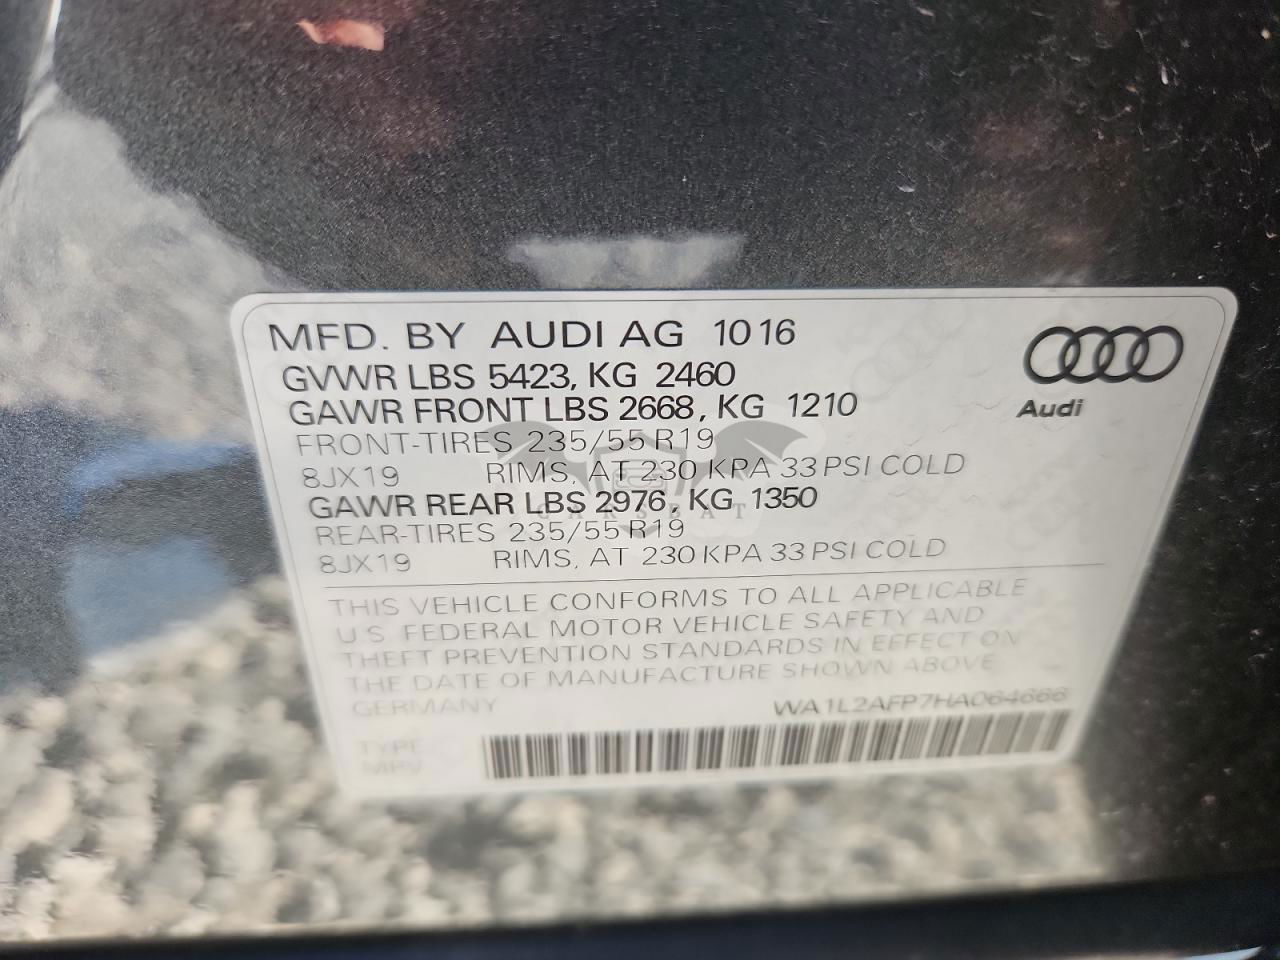 MFD. BY AUDI AG 10 16
GVWR LBS 5423, KG 2460
GAWR FRONT LBS 2668, KG 1210
FRONT-TIRES 235/55 R19
8JX19 RIMS, AT 230 KPA 33 PSI COLD
GAWR REAR LBS 2976, KG 1350
REAR-TIRES 235/55 R19
8JX19 RIMS, AT 230 KPA 33 PSI COLD
Audi
CARSBAT
THIS VEHICLE CONFORMS TO ALL APPLICABLE
U.S. FEDERAL MOTOR VEHICLE SAFETY AND
THEFT PREVENTION STANDARDS IN EFFECT ON
THE DATE OF MANUFACTURE SHOWN ABOVE
GERMANY WA1L2AFP7HA064666
TYPE
MPV